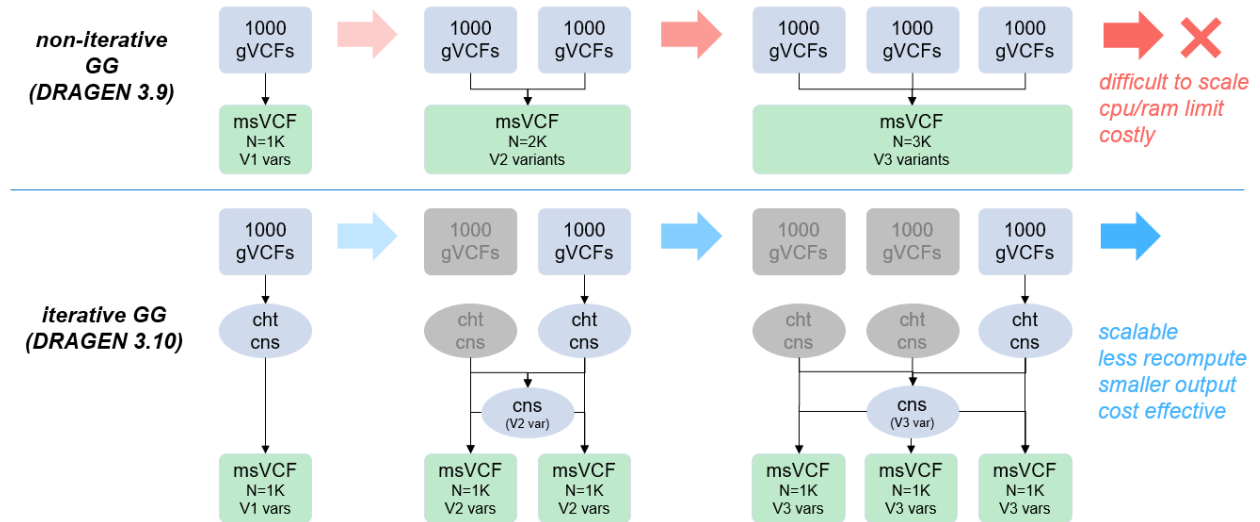 non-iterative
GG
(DRAGEN 3.9)
1000
gVCFs
msVCF
N=1K
V1 vars
1000
gVCFs
1000
gVCFs
msVCF
N=2K
V2 variants
1000
gVCFs
1000
gVCFs
1000
gVCFs
msVCF
N=3K
V3 variants
difficult to scale
cpu/ram limit
costly
iterative GG
(DRAGEN 3.10)
1000
gVCFs
cht
cns
msVCF
N=1K
V1 vars
1000
gVCFs
1000
gVCFs
cht
cns
cht
cns
cns
(V2 var)
msVCF
N=1K
V2 vars
msVCF
N=1K
V2 vars
1000
gVCFs
1000
gVCFs
1000
gVCFs
cht
cns
cht
cns
cht
cns
cns
(V3 var)
msVCF
N=1K
V3 vars
msVCF
N=1K
V3 vars
msVCF
N=1K
V3 vars
scalable
less recompute
smaller output
cost effective